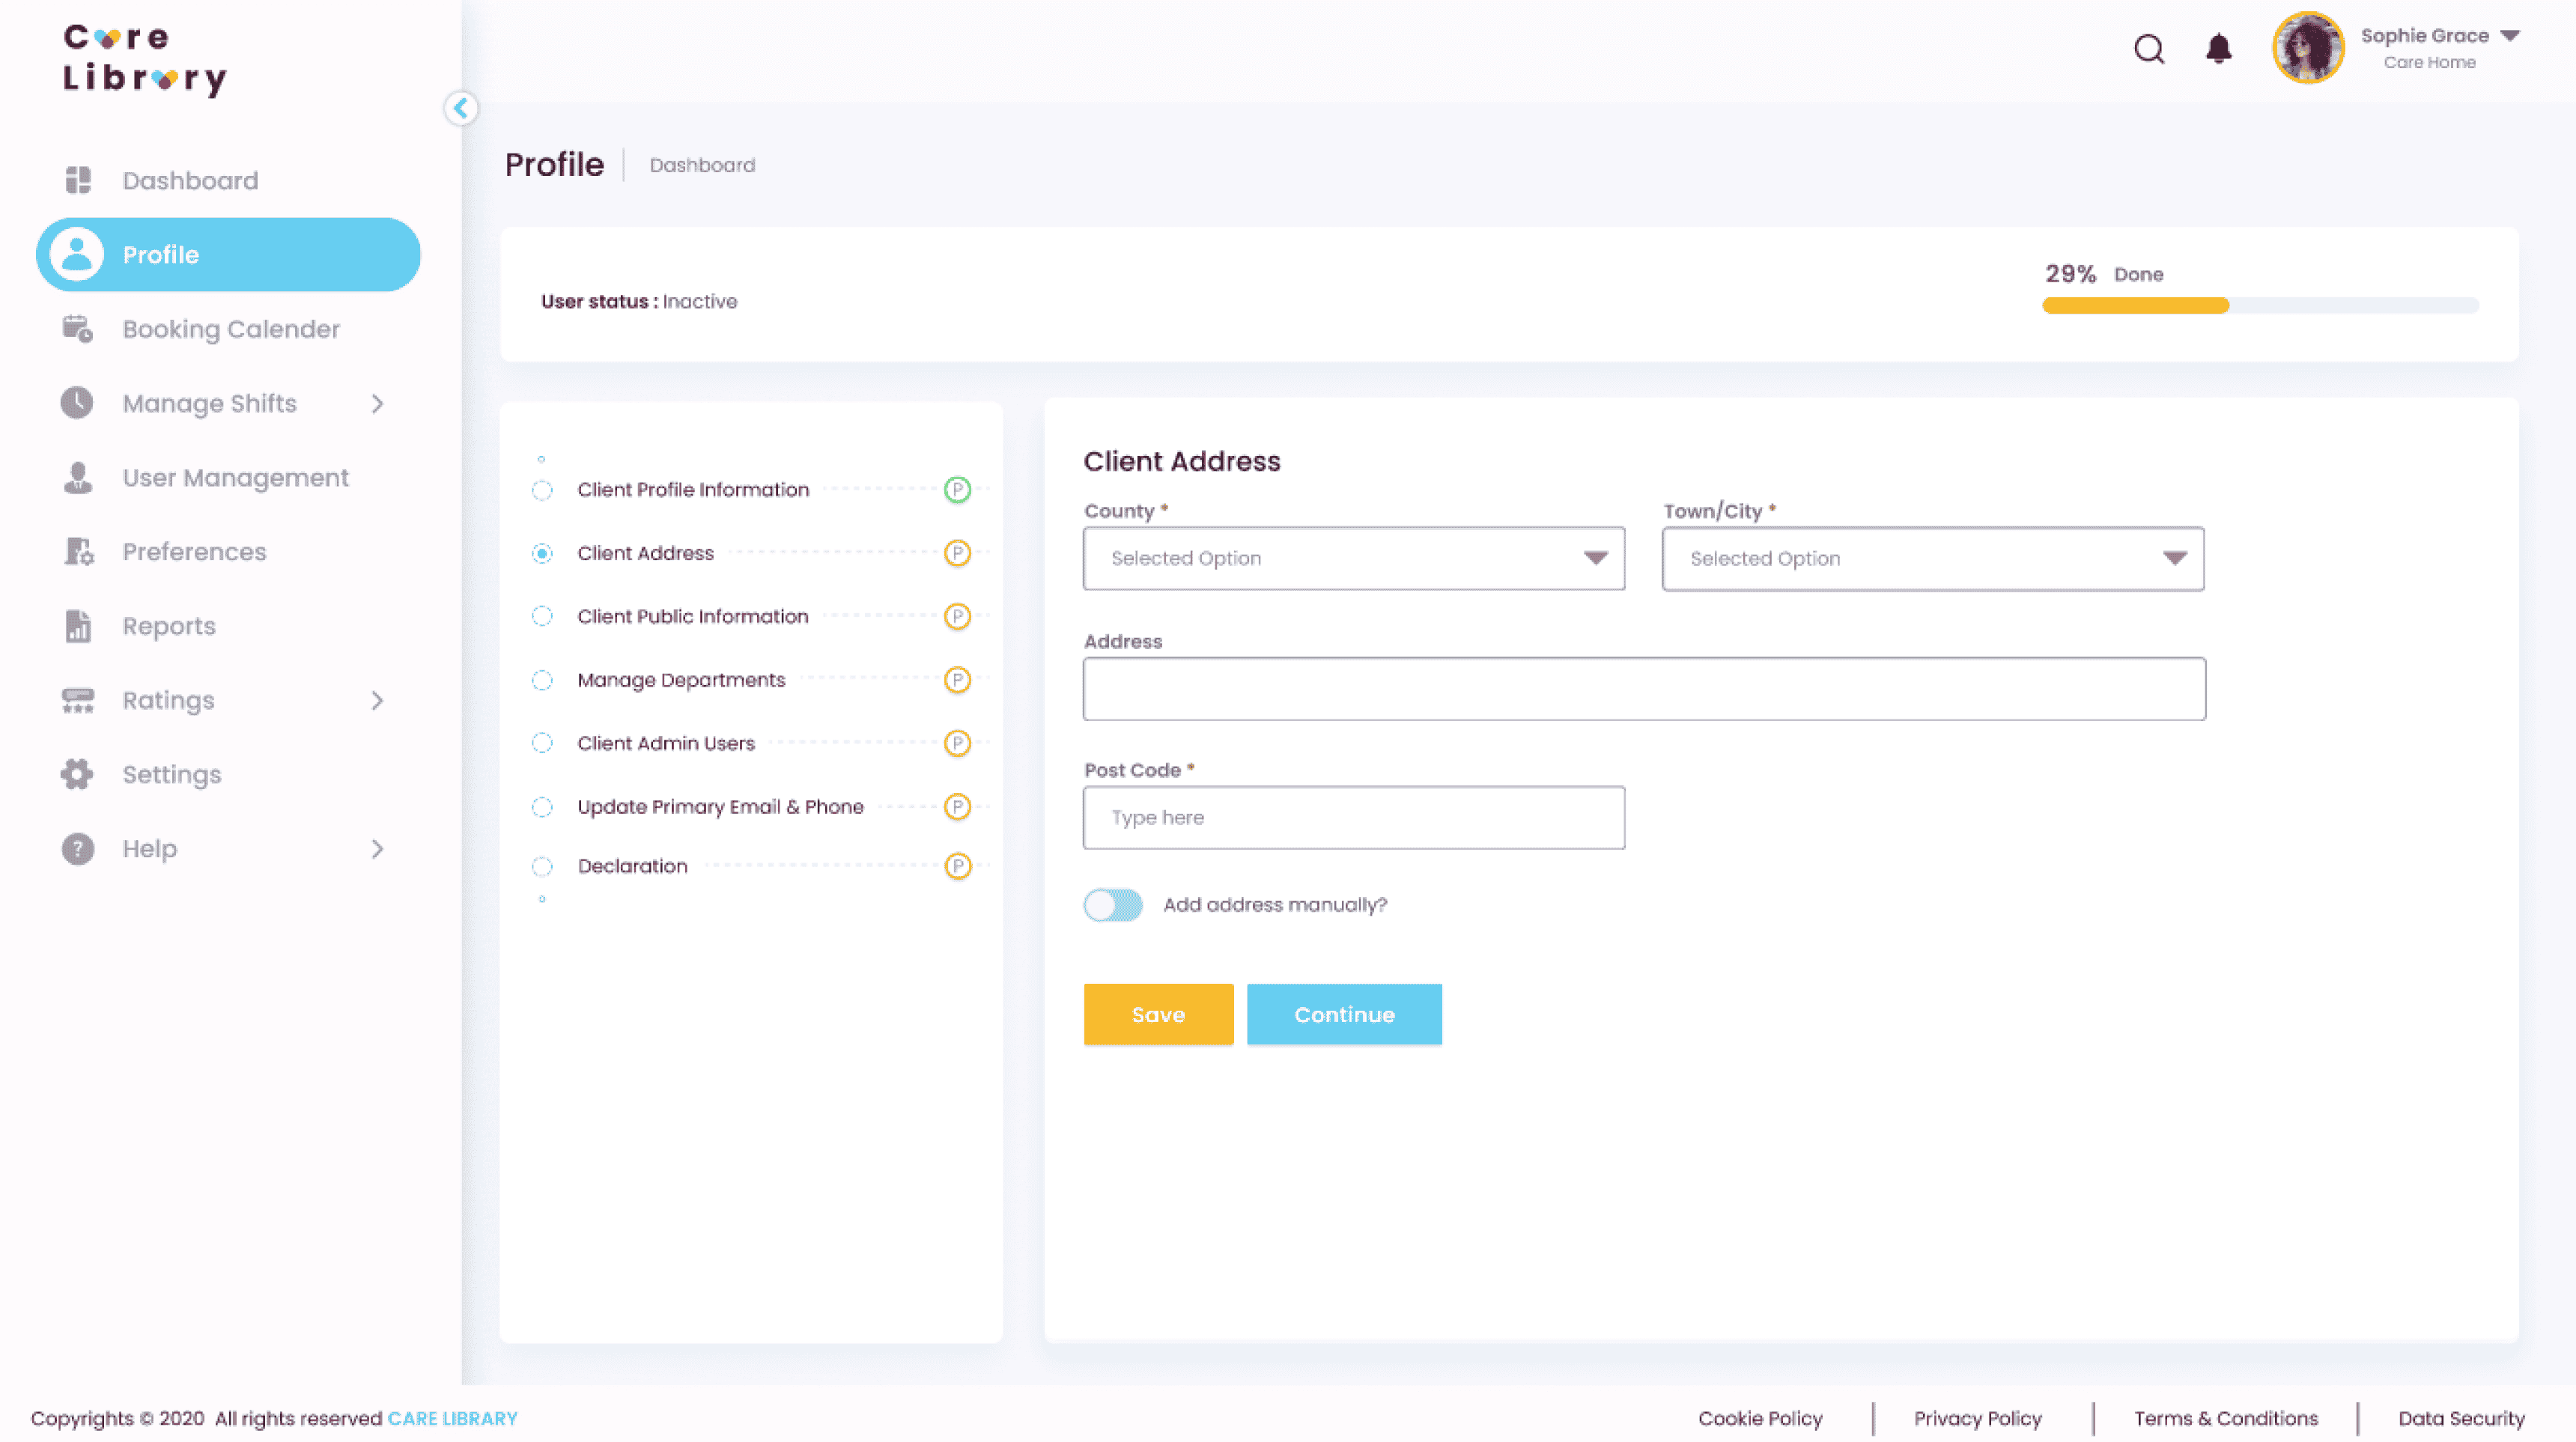 Care
Library
Sophie Grace
Care Home
Dashboard
Profile
Booking Calender
Manage Shifts
User Management
Preferences
Reports
Ratings
Settings
? Help
Profile
Dashboard
User status : Inactive
29% Done
Client Profile Information P
Client Address P
Client Public Information P
Manage Departments P
Client Admin Users P
Update Primary Email & Phone P
Declaration P
Client Address
County * Town/City *
Selected Option Selected Option
Address
Post Code *
Type here
Add address manually?
Save Continue
Copyrights © 2020 All rights reserved CARE LIBRARY
Cookie Policy
Privacy Policy
Terms & Conditions
Data Security